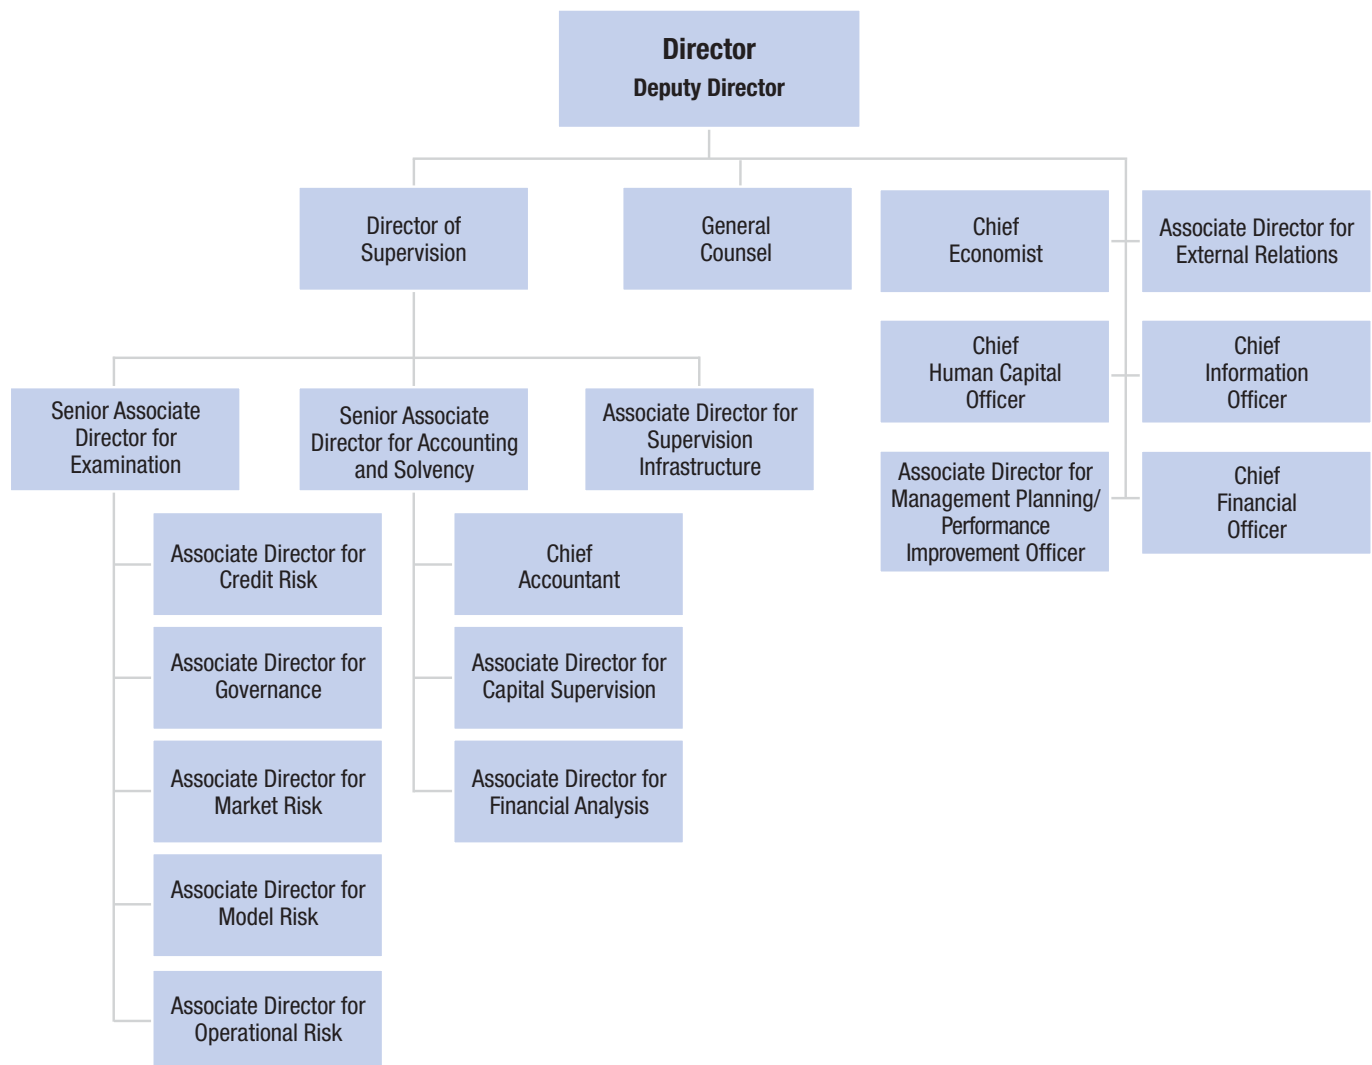 Director
Deputy Director
Director of
Supervision
General
Counsel
Chief
Economist
Associate Director for
External Relations
Chief
Human Capital
Officer
Chief
Information
Officer
Associate Director for
Management Planning/
Performance
Improvement Officer
Chief
Financial
Officer
Senior Associate
Director for
Examination
Senior Associate
Director for Accounting
and Solvency
Associate Director for
Supervision
Infrastructure
Associate Director for
Credit Risk
Associate Director for
Governance
Associate Director for
Market Risk
Associate Director for
Model Risk
Associate Director for
Operational Risk
Chief
Accountant
Associate Director for
Capital Supervision
Associate Director for
Financial Analysis